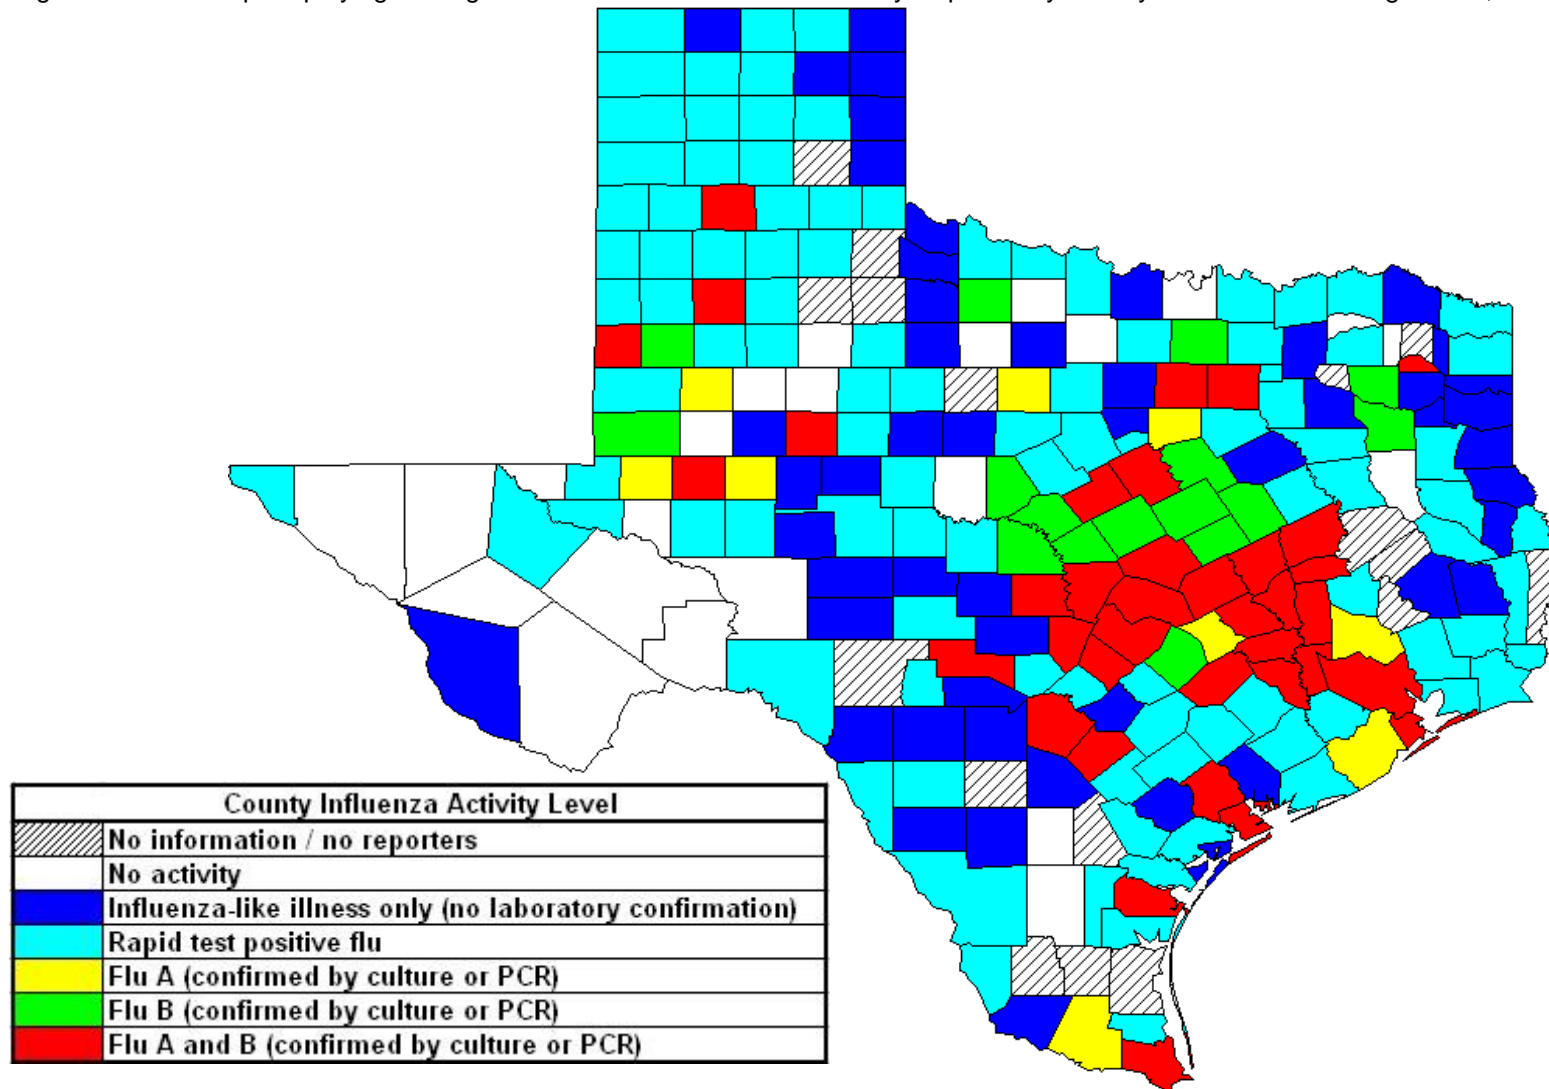 County Influenza Activity Level
No information / no reporters
No activity
Influenza-like illness only (no laboratory confirmation)
Rapid test positive flu
Flu A (confirmed by culture or PCR)
Flu B (confirmed by culture or PCR)
Flu A and B (confirmed by culture or PCR)